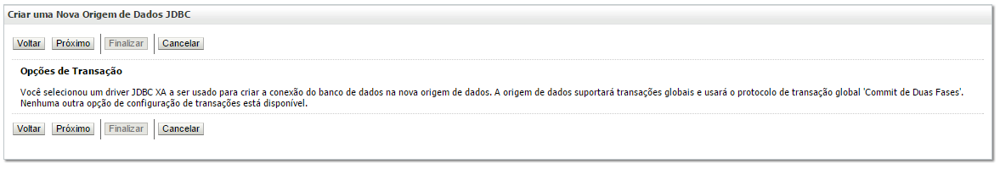 Criar uma Nova Origem de Dados JDBC
Voltar Próximo Finalizar Cancelar
Opções de Transação
Você selecionou um driver JDBC XA a ser usado para criar a conexão do banco de dados na nova origem de dados. A origem de dados suportará transações globais e usará o protocolo de transação global 'Commit de Duas Fases'.
Nenhuma outra opção de configuração de transações está disponível.
Voltar Próximo Finalizar Cancelar